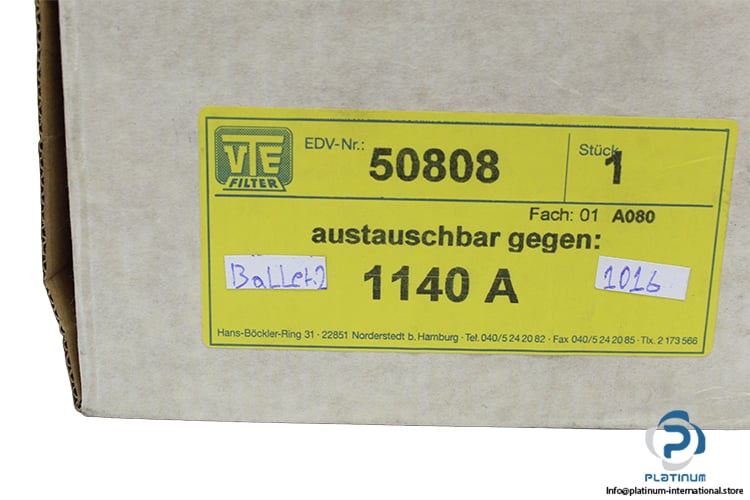 VTE
FILTER
EDV-Nr.: 50808
Stück 1
Fach: 01 A080
austauschbar gegen:
BaLLet.2
1140 A
1016
Hans-Böckler-Ring 31 · 22851 Norderstedt b. Hamburg · Tel. 040/5 24 20 82 · Fax 040/5 24 20 85 · Tlx. 2 173 566
PLATINUM
Info@platinum-international.store